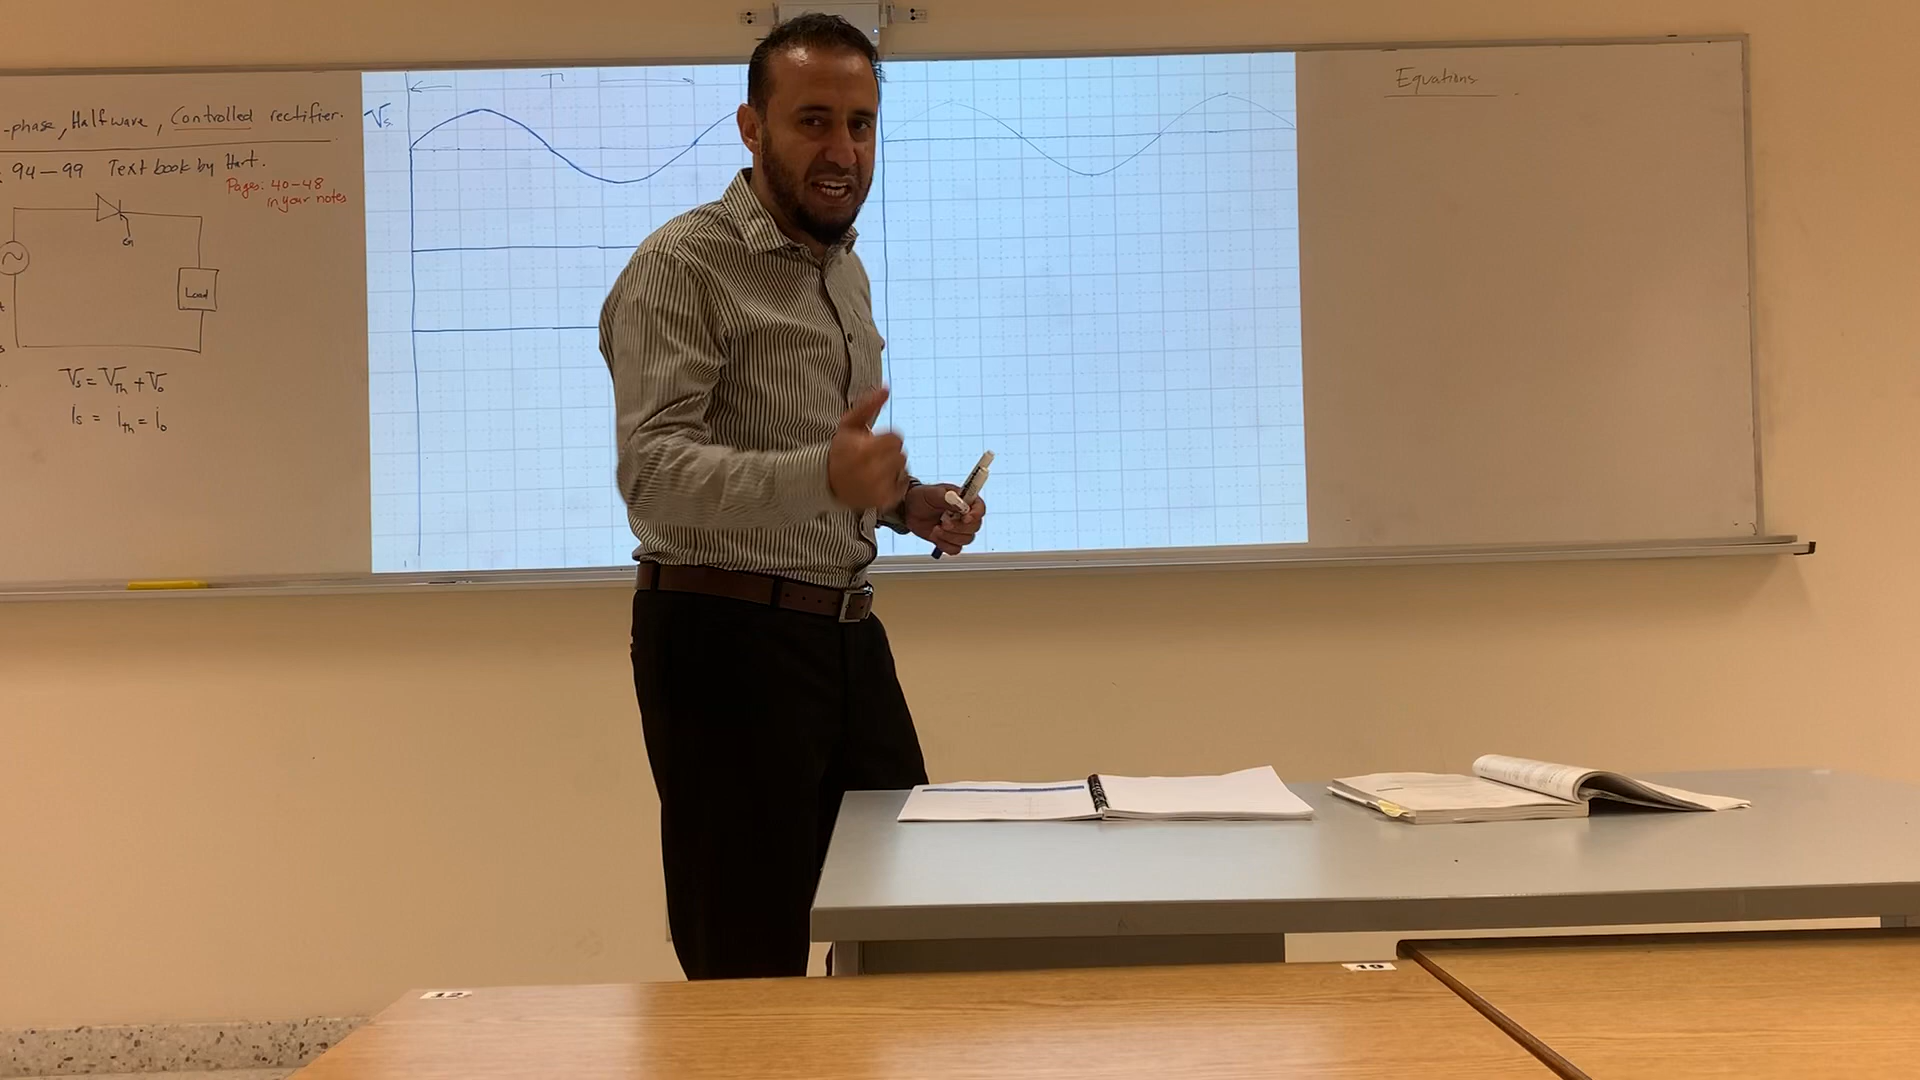 -phase, Halfwave, Controlled rectifier.
: 94-99 Text book by Hart.
Pages: 40-48
in your notes
G
Load
Vs = VTh + Vo
is = iTh = io
Vs
T
Equations
12
19